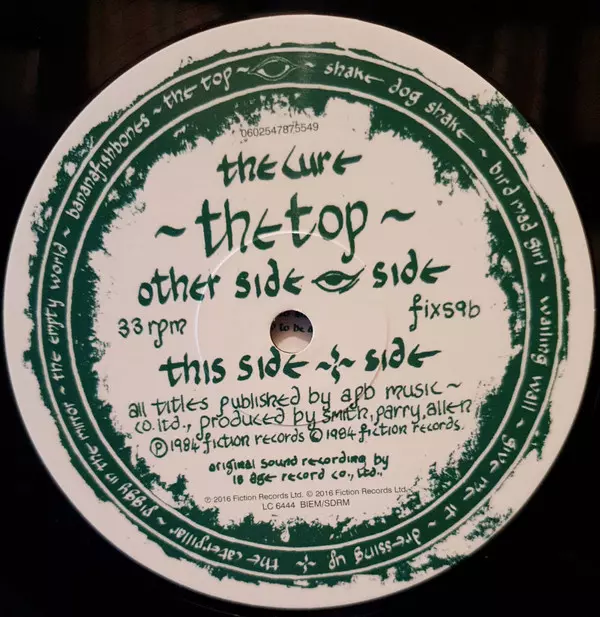 ~ shake dog shake ~ bird mad girl ~ wailing wall ~ give me it ~ dressing up ~
the caterpillar ~ piggy in the mirror ~ the empty world ~ bananafishbones ~ the top ~
0602547875549
the cure
~ the top ~
other side side
33 rpm
fix s9b
this side ~ ~ side
all titles published by apb music ~
co. ltd., produced by smith, parry, allen
℗ 1984 fiction records © 1984 fiction records.
original sound recording by
18 age record co., ltd.,
℗ 2016 Fiction Records Ltd. © 2016 Fiction Records Ltd.
LC 6444 BIEM/SDRM